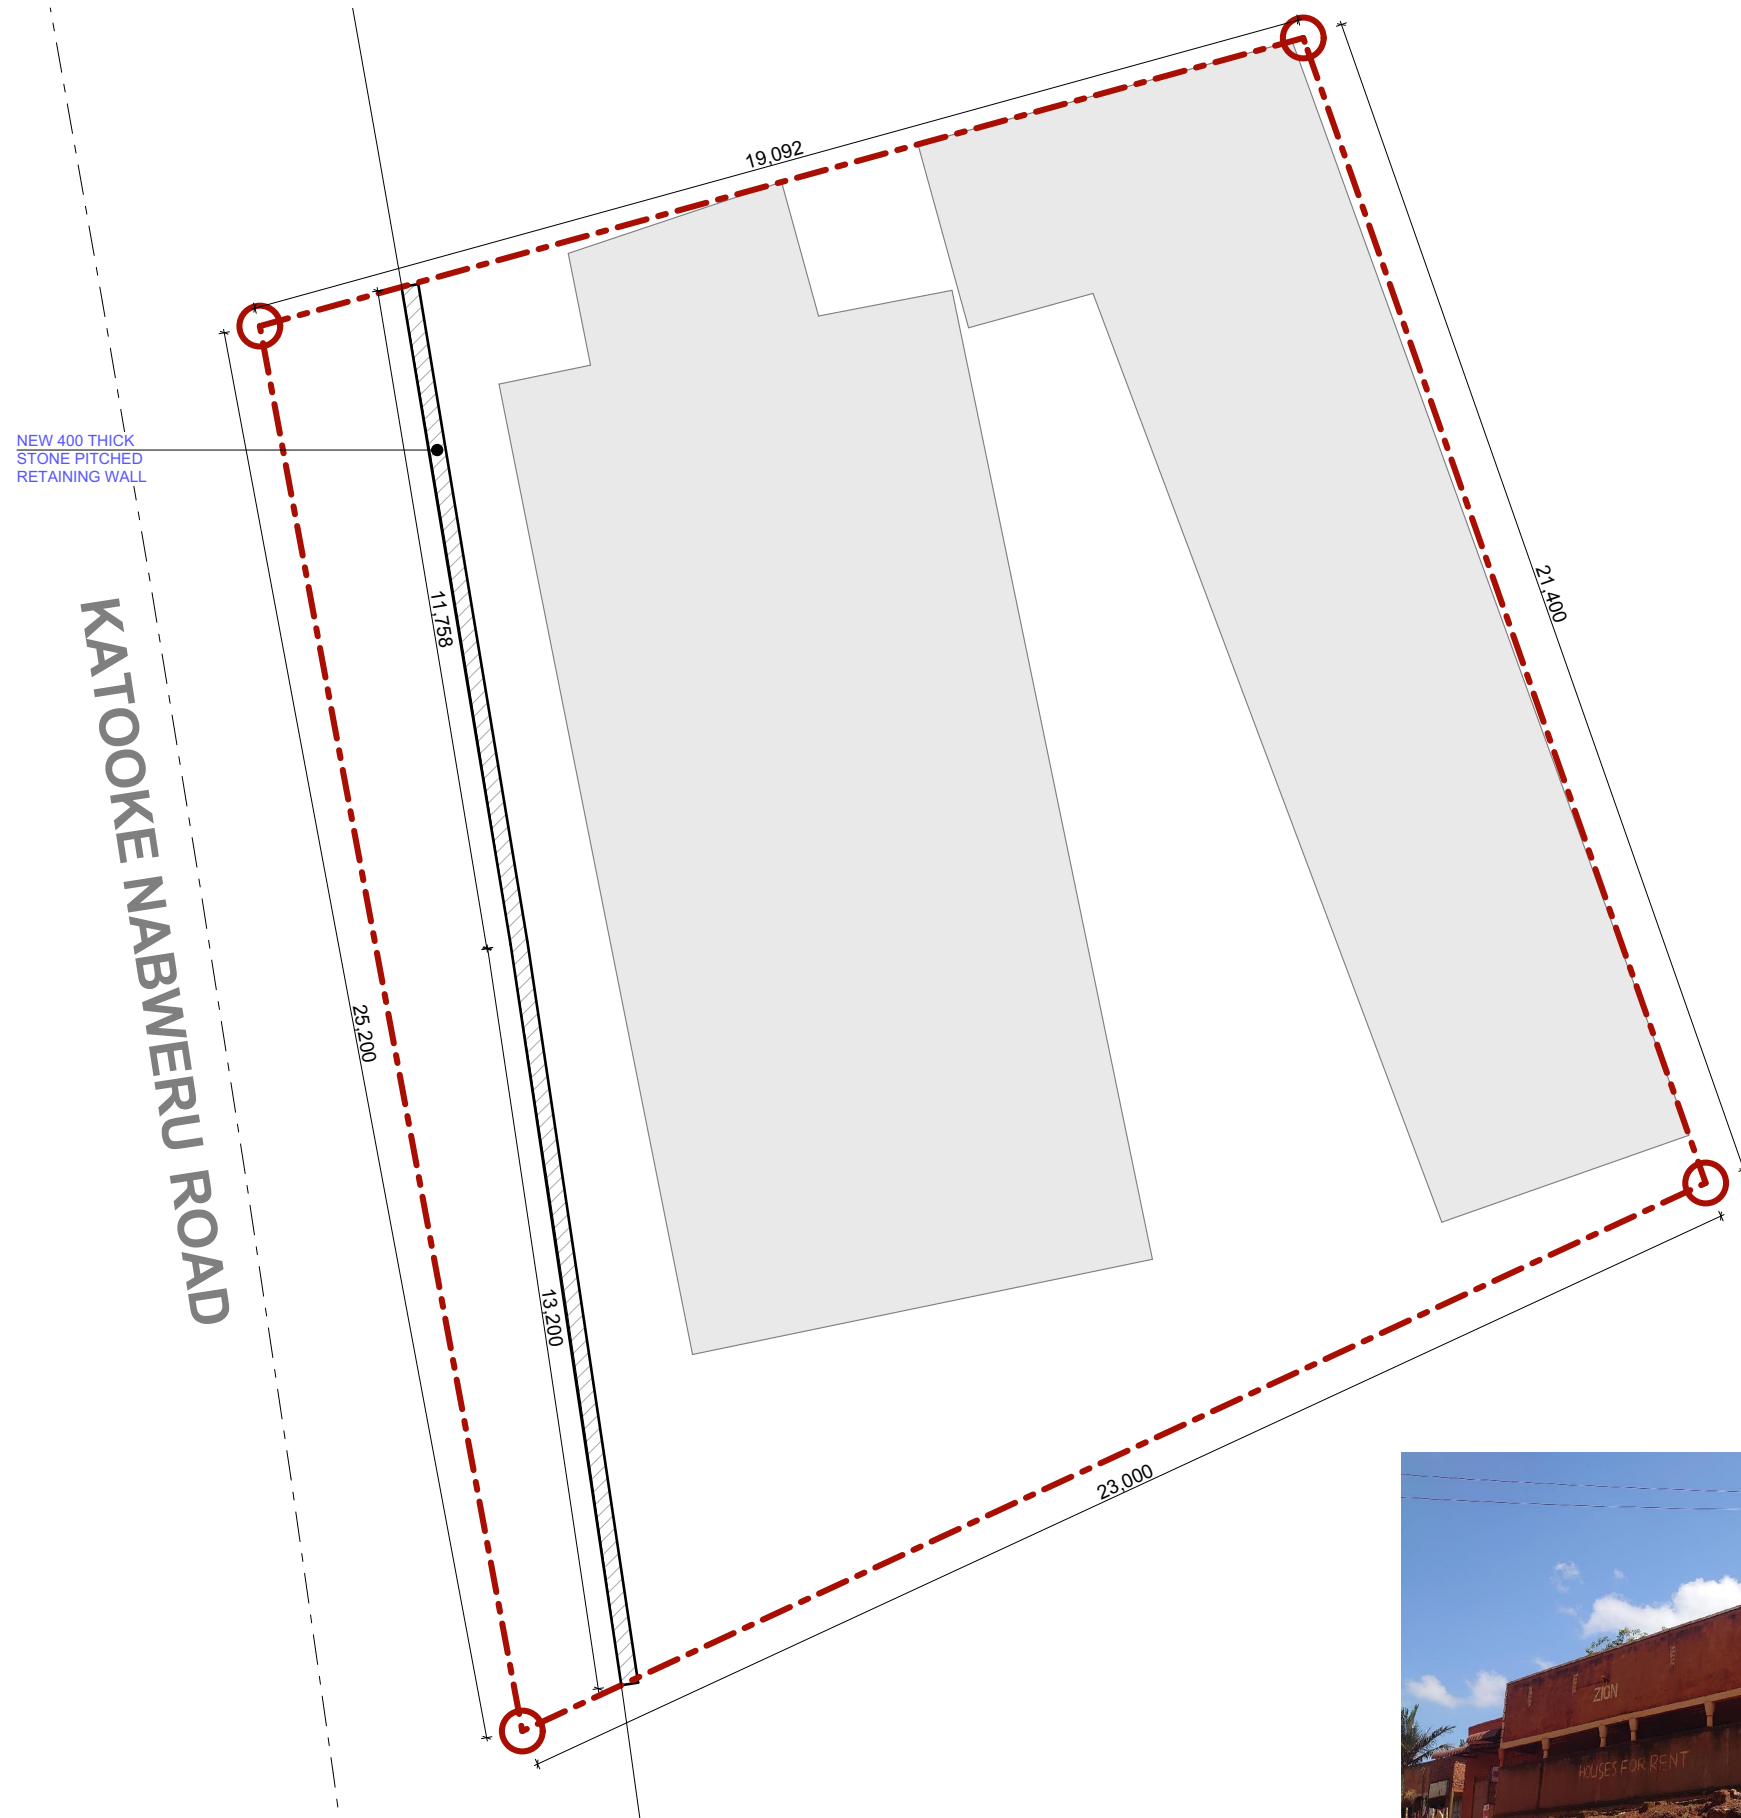 19,092
NEW 400 THICK
STONE PITCHED
RETAINING WALL
21,400
11,758
KATOOKE NABWERU ROAD
25,200
13,200
23,000
ZION
HOUSES FOR RENT